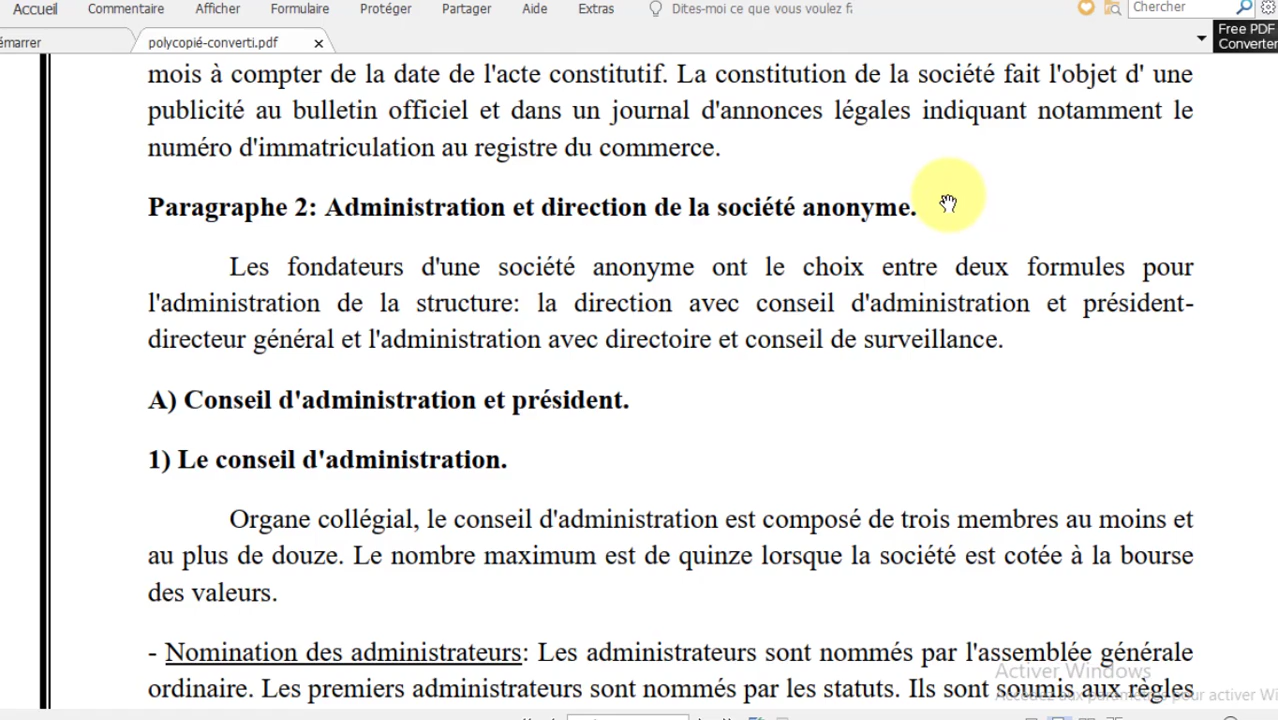 Accueil Commentaire Afficher Formulaire Protéger Partager Aide Extras Dites-moi ce que vous voulez fa Chercher
émarrer polycopié-converti.pdf Free PDF
Converter
mois à compter de la date de l'acte constitutif. La constitution de la société fait l'objet d' une
publicité au bulletin officiel et dans un journal d'annonces légales indiquant notamment le
numéro d'immatriculation au registre du commerce.
Paragraphe 2: Administration et direction de la société anonyme.
Les fondateurs d'une société anonyme ont le choix entre deux formules pour
l'administration de la structure: la direction avec conseil d'administration et président-
directeur général et l'administration avec directoire et conseil de surveillance.
A) Conseil d'administration et président.
1) Le conseil d'administration.
Organe collégial, le conseil d'administration est composé de trois membres au moins et
au plus de douze. Le nombre maximum est de quinze lorsque la société est cotée à la bourse
des valeurs.
- Nomination des administrateurs: Les administrateurs sont nommés par l'assemblée générale
Activer Windows
ordinaire. Les premiers administrateurs sont nommés par les statuts. Ils sont soumis aux règles
Accédez aux paramètres pour activer Wi